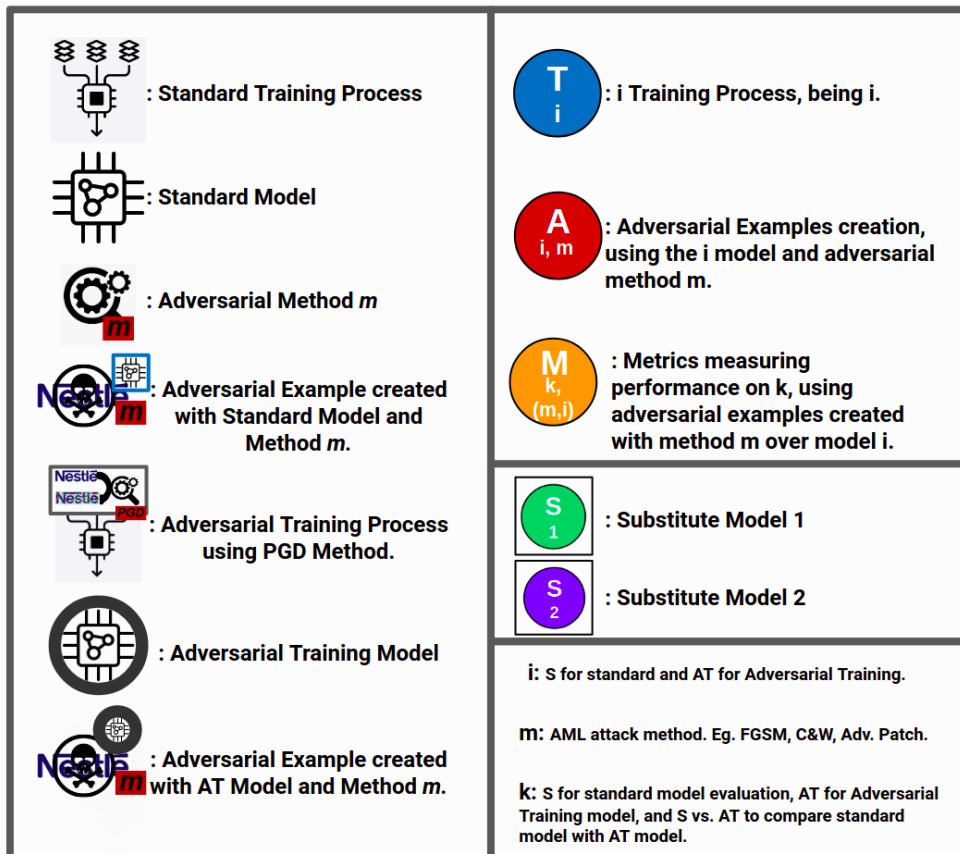 : Standard Training Process
: Standard Model
m
: Adversarial Method m
Nestlé
m
: Adversarial Example created
with Standard Model and
Method m.
Nestlé
Nestlé
PGD
: Adversarial Training Process
using PGD Method.
: Adversarial Training Model
Nestlé
m
: Adversarial Example created
with AT Model and Method m.
T
i
: i Training Process, being i.
A
i, m
: Adversarial Examples creation,
using the i model and adversarial
method m.
M
k,
(m,i)
: Metrics measuring
performance on k, using
adversarial examples created
with method m over model i.
S
1
: Substitute Model 1
S
2
: Substitute Model 2
i: S for standard and AT for Adversarial Training.
m: AML attack method. Eg. FGSM, C&W, Adv. Patch.
k: S for standard model evaluation, AT for Adversarial
Training model, and S vs. AT to compare standard
model with AT model.